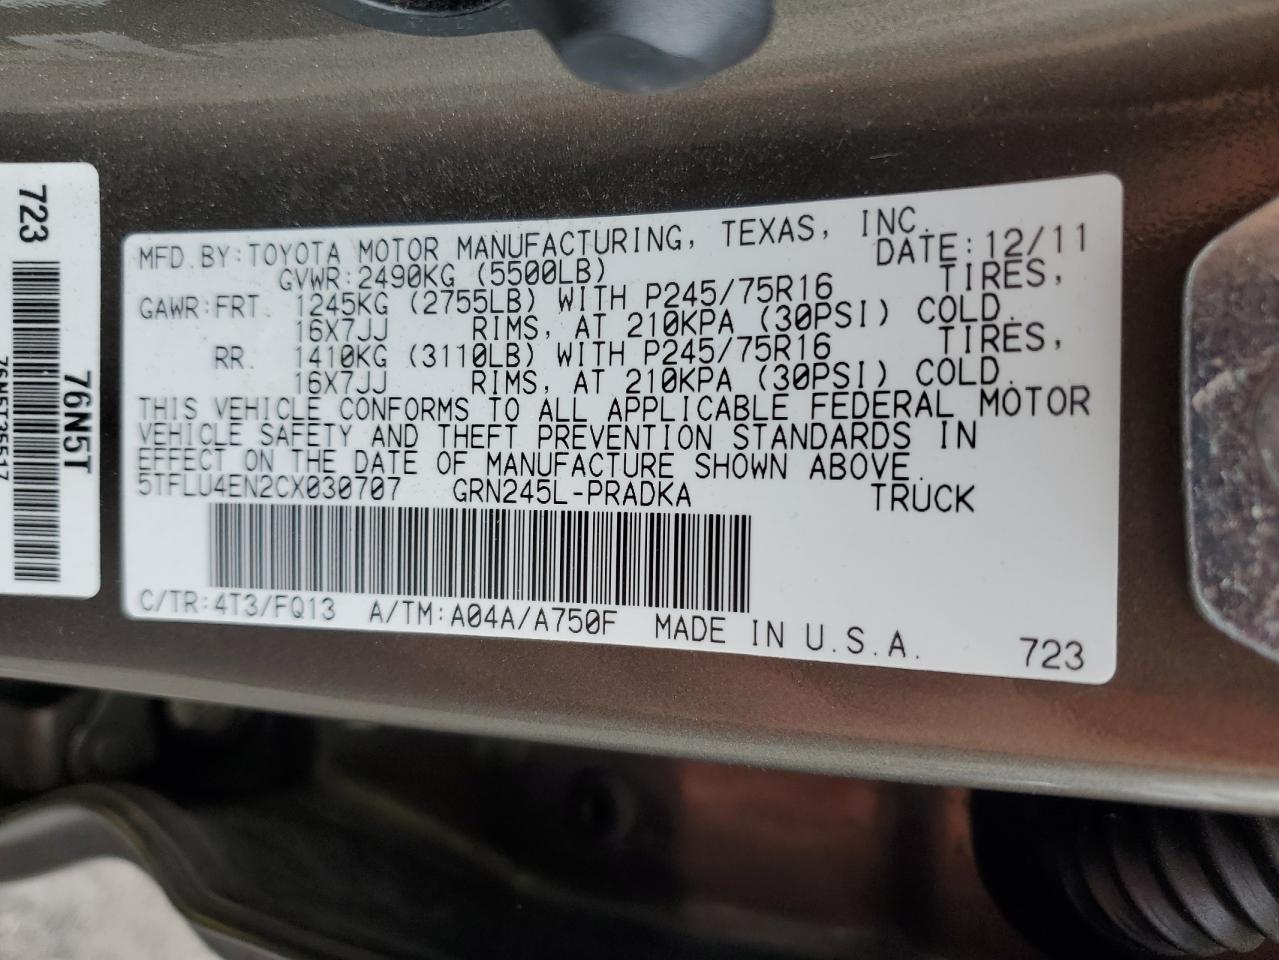 MFD. BY: TOYOTA MOTOR MANUFACTURING, TEXAS, INC.
GVWR: 2490KG (5500LB) DATE: 12/11
GAWR: FRT. 1245KG (2755LB) WITH P245/75R16 TIRES,
16X7JJ RIMS, AT 210KPA (30PSI) COLD.
RR. 1410KG (3110LB) WITH P245/75R16 TIRES,
16X7JJ RIMS, AT 210KPA (30PSI) COLD.
THIS VEHICLE CONFORMS TO ALL APPLICABLE FEDERAL MOTOR
VEHICLE SAFETY AND THEFT PREVENTION STANDARDS IN
EFFECT ON THE DATE OF MANUFACTURE SHOWN ABOVE.
5TFLU4EN2CX030707 GRN245L-PRADKA TRUCK
C/TR: 4T3/FQ13 A/TM: A04A/A750F MADE IN U.S.A.
723
723
76N5T